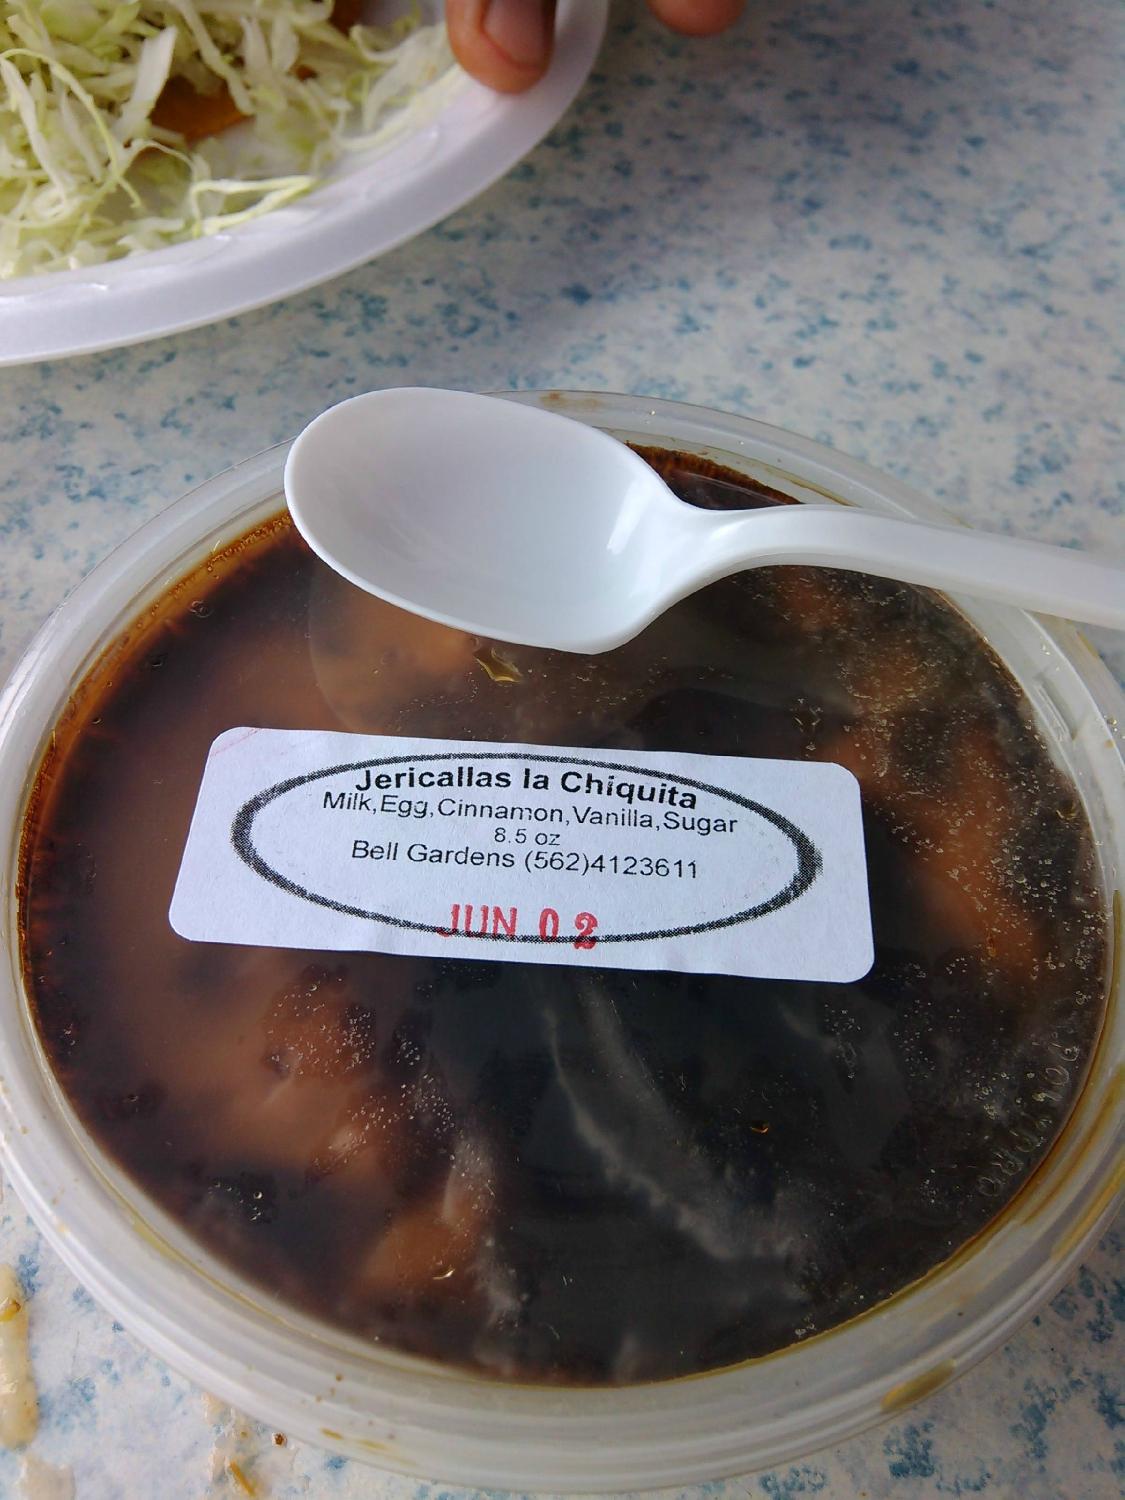 Jericallas la Chiquita
Milk,Egg,Cinnamon,Vanilla,Sugar
8.5 oz
Bell Gardens (562)4123611
JUN 02